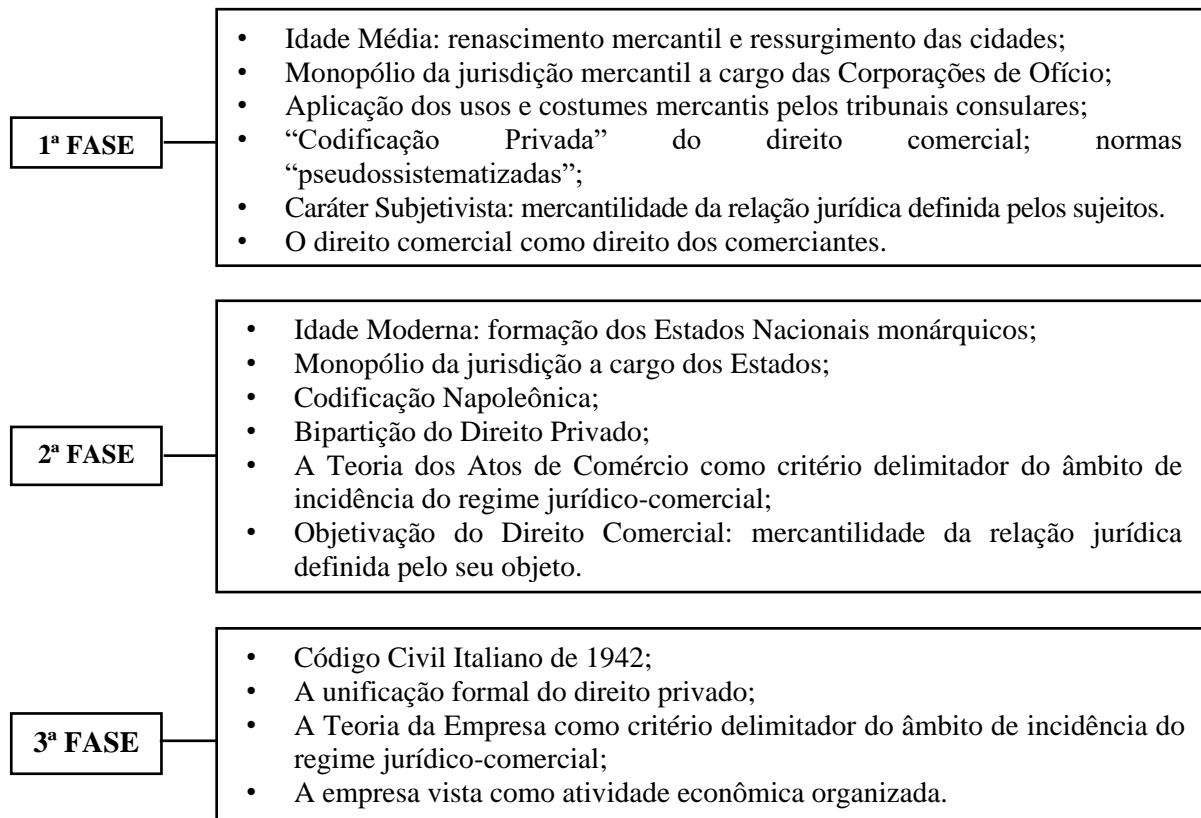 1ª FASE
• Idade Média: renascimento mercantil e ressurgimento das cidades;
• Monopólio da jurisdição mercantil a cargo das Corporações de Ofício;
• Aplicação dos usos e costumes mercantis pelos tribunais consulares;
• “Codificação Privada” do direito comercial; normas
“pseudossistematizadas”;
• Caráter Subjetivista: mercantilidade da relação jurídica definida pelos sujeitos.
• O direito comercial como direito dos comerciantes.
2ª FASE
• Idade Moderna: formação dos Estados Nacionais monárquicos;
• Monopólio da jurisdição a cargo dos Estados;
• Codificação Napoleônica;
• Bipartição do Direito Privado;
• A Teoria dos Atos de Comércio como critério delimitador do âmbito de
incidência do regime jurídico-comercial;
• Objetivação do Direito Comercial: mercantilidade da relação jurídica
definida pelo seu objeto.
3ª FASE
• Código Civil Italiano de 1942;
• A unificação formal do direito privado;
• A Teoria da Empresa como critério delimitador do âmbito de incidência do
regime jurídico-comercial;
• A empresa vista como atividade econômica organizada.